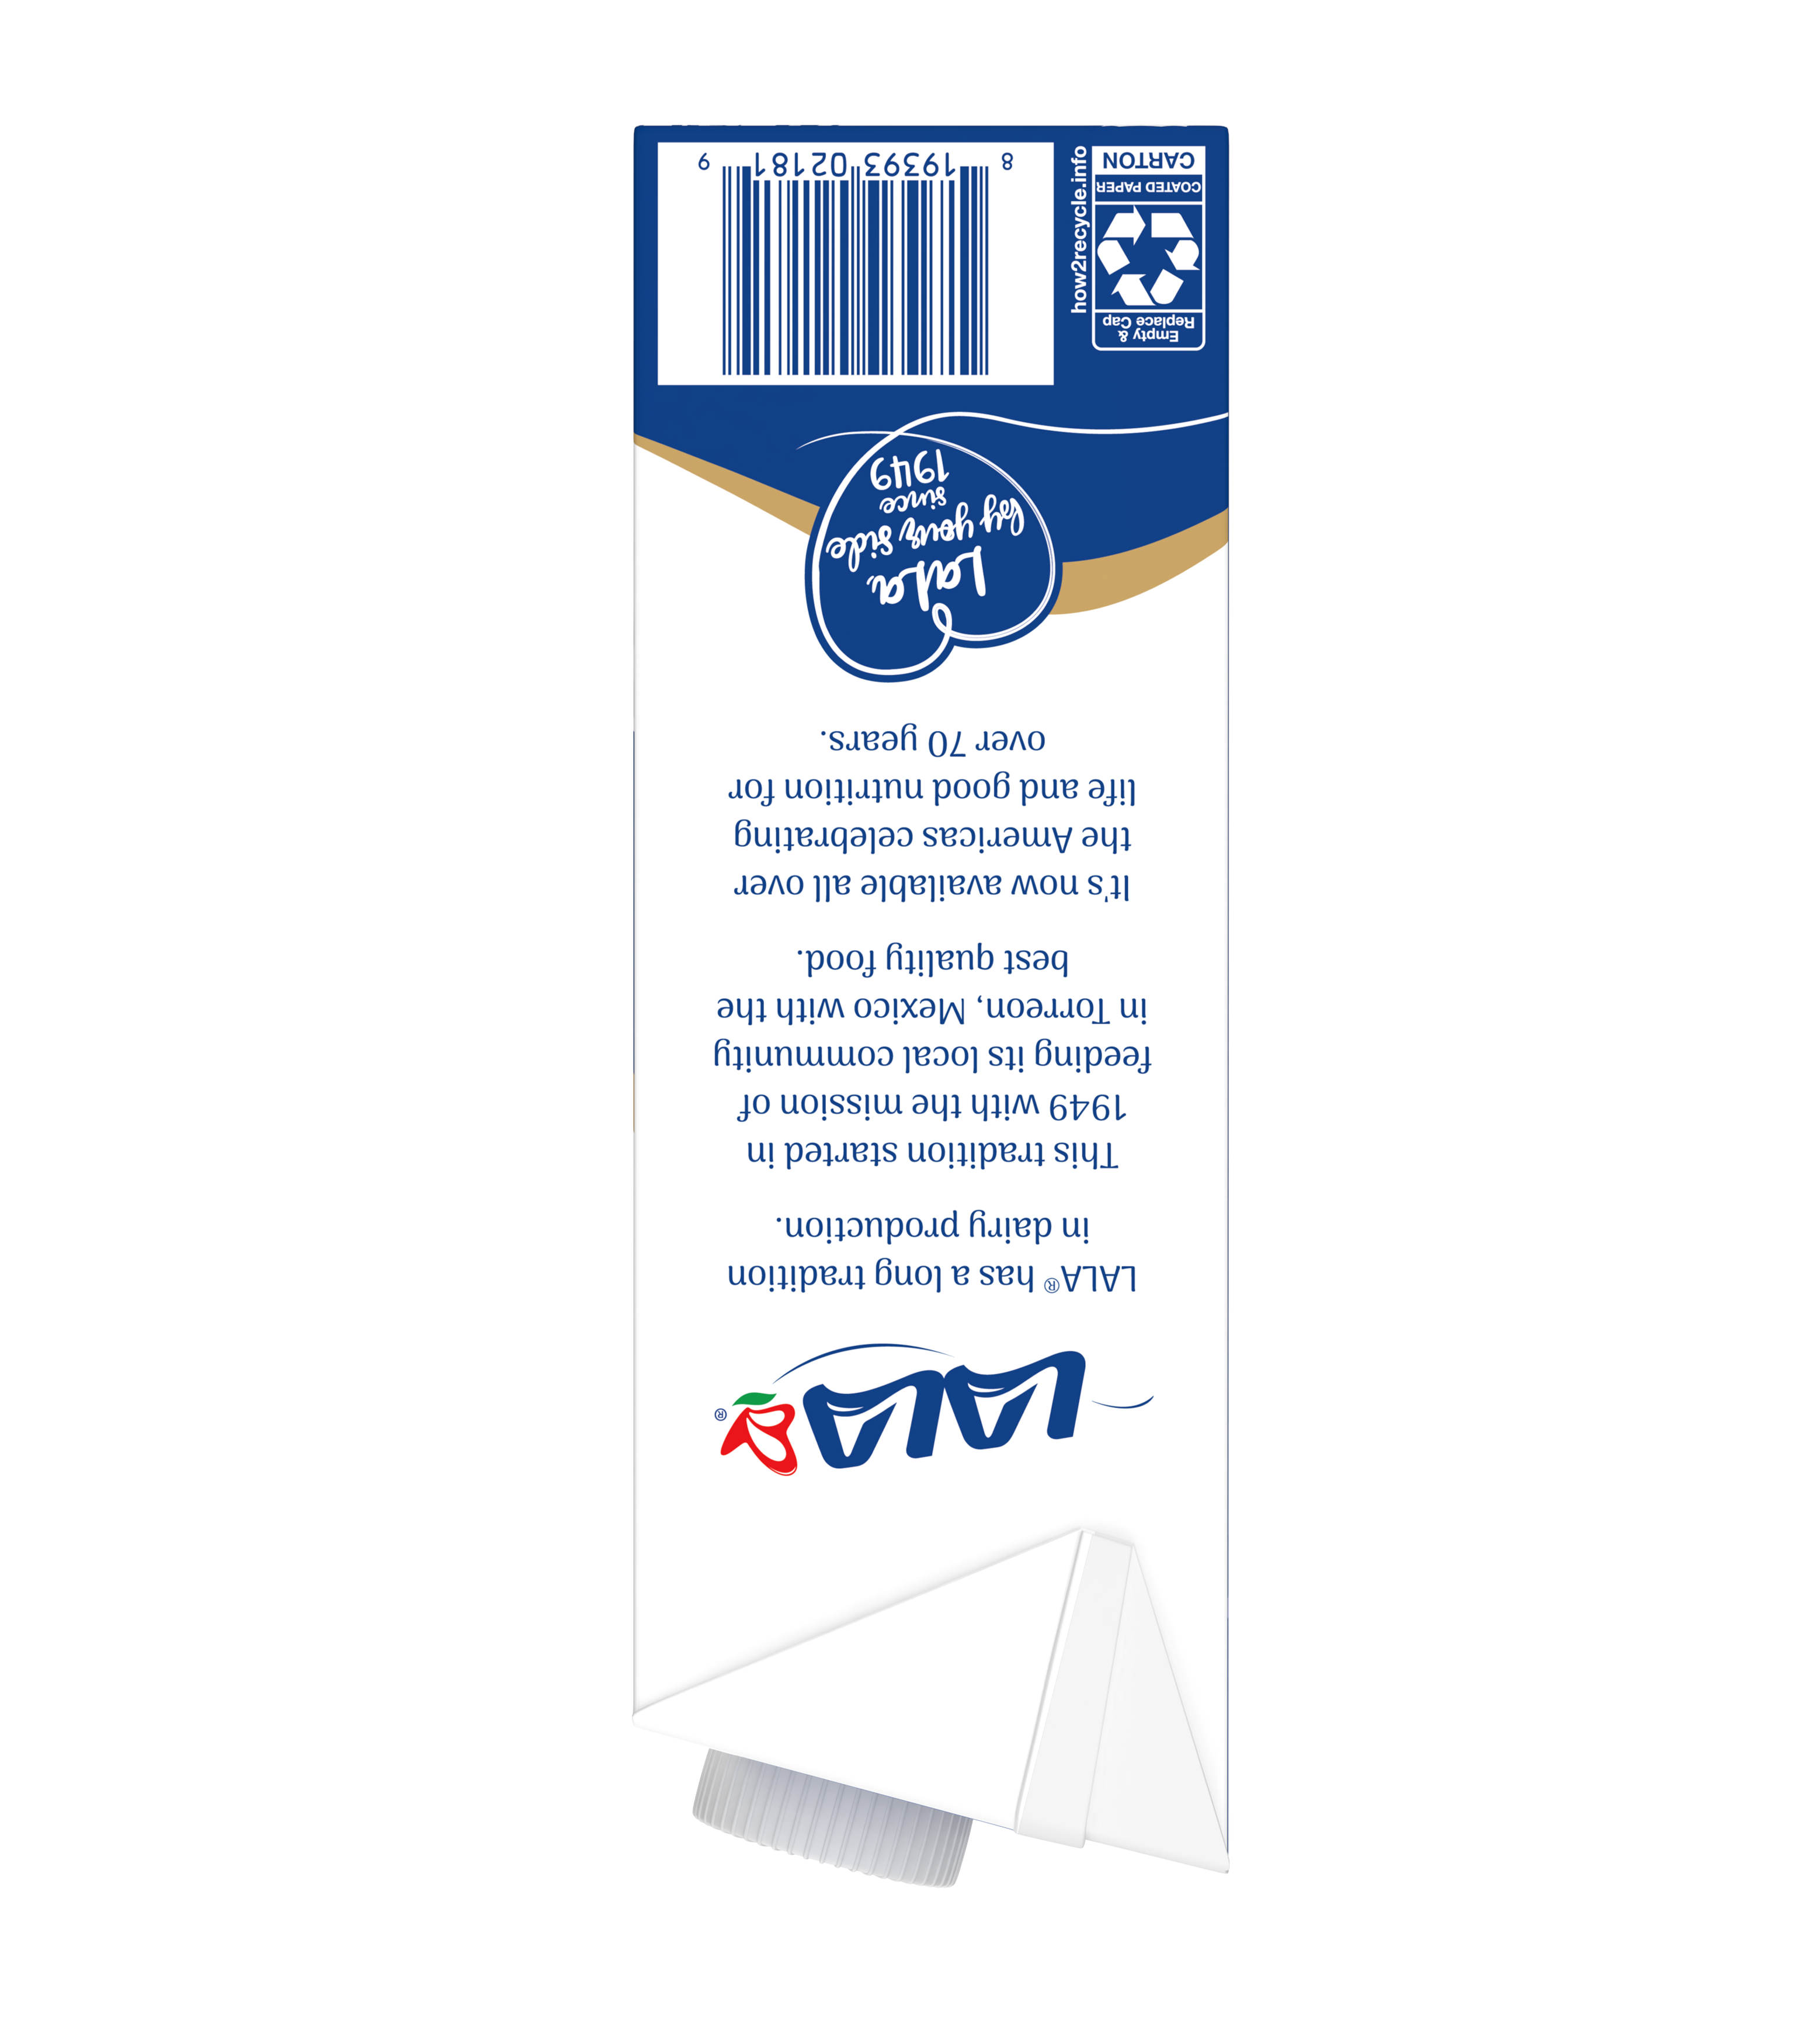 LALA®
LALA® has a long tradition
in dairy production.
This tradition started in
1949 with the mission of
feeding its local community
in Torreon, Mexico with the
best quality food.
It's now available all over
the Americas celebrating
life and good nutrition for
over 70 years.
LaLa
by your side
since
1949
Empty &
Replace Cap
COATED PAPER
CARTON
how2recycle.info
8 19393 02181 9